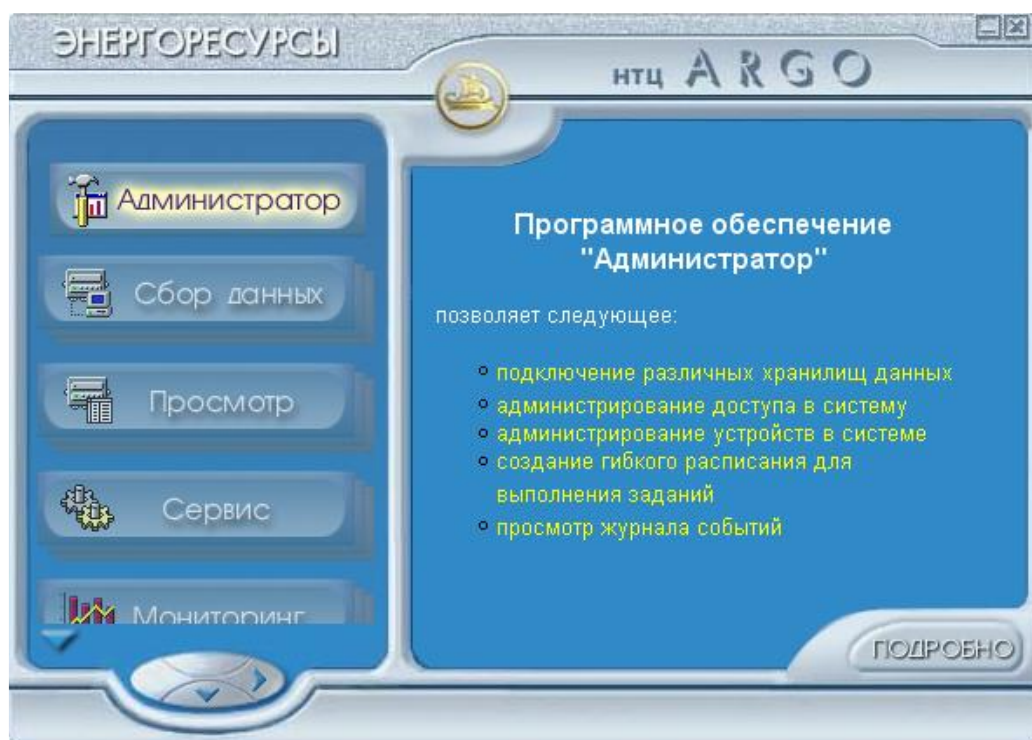 ЭНЕРГОРЕСУРСЫ
НТЦ ARGO
Администратор
Сбор данных
Просмотр
Сервис
Мониторинг
Программное обеспечение
"Администратор"
позволяет следующее:
подключение различных хранилищ данных
администрирование доступа в систему
администрирование устройств в системе
создание гибкого расписания для
выполнения заданий
просмотр журнала событий
ПОДРОБНО